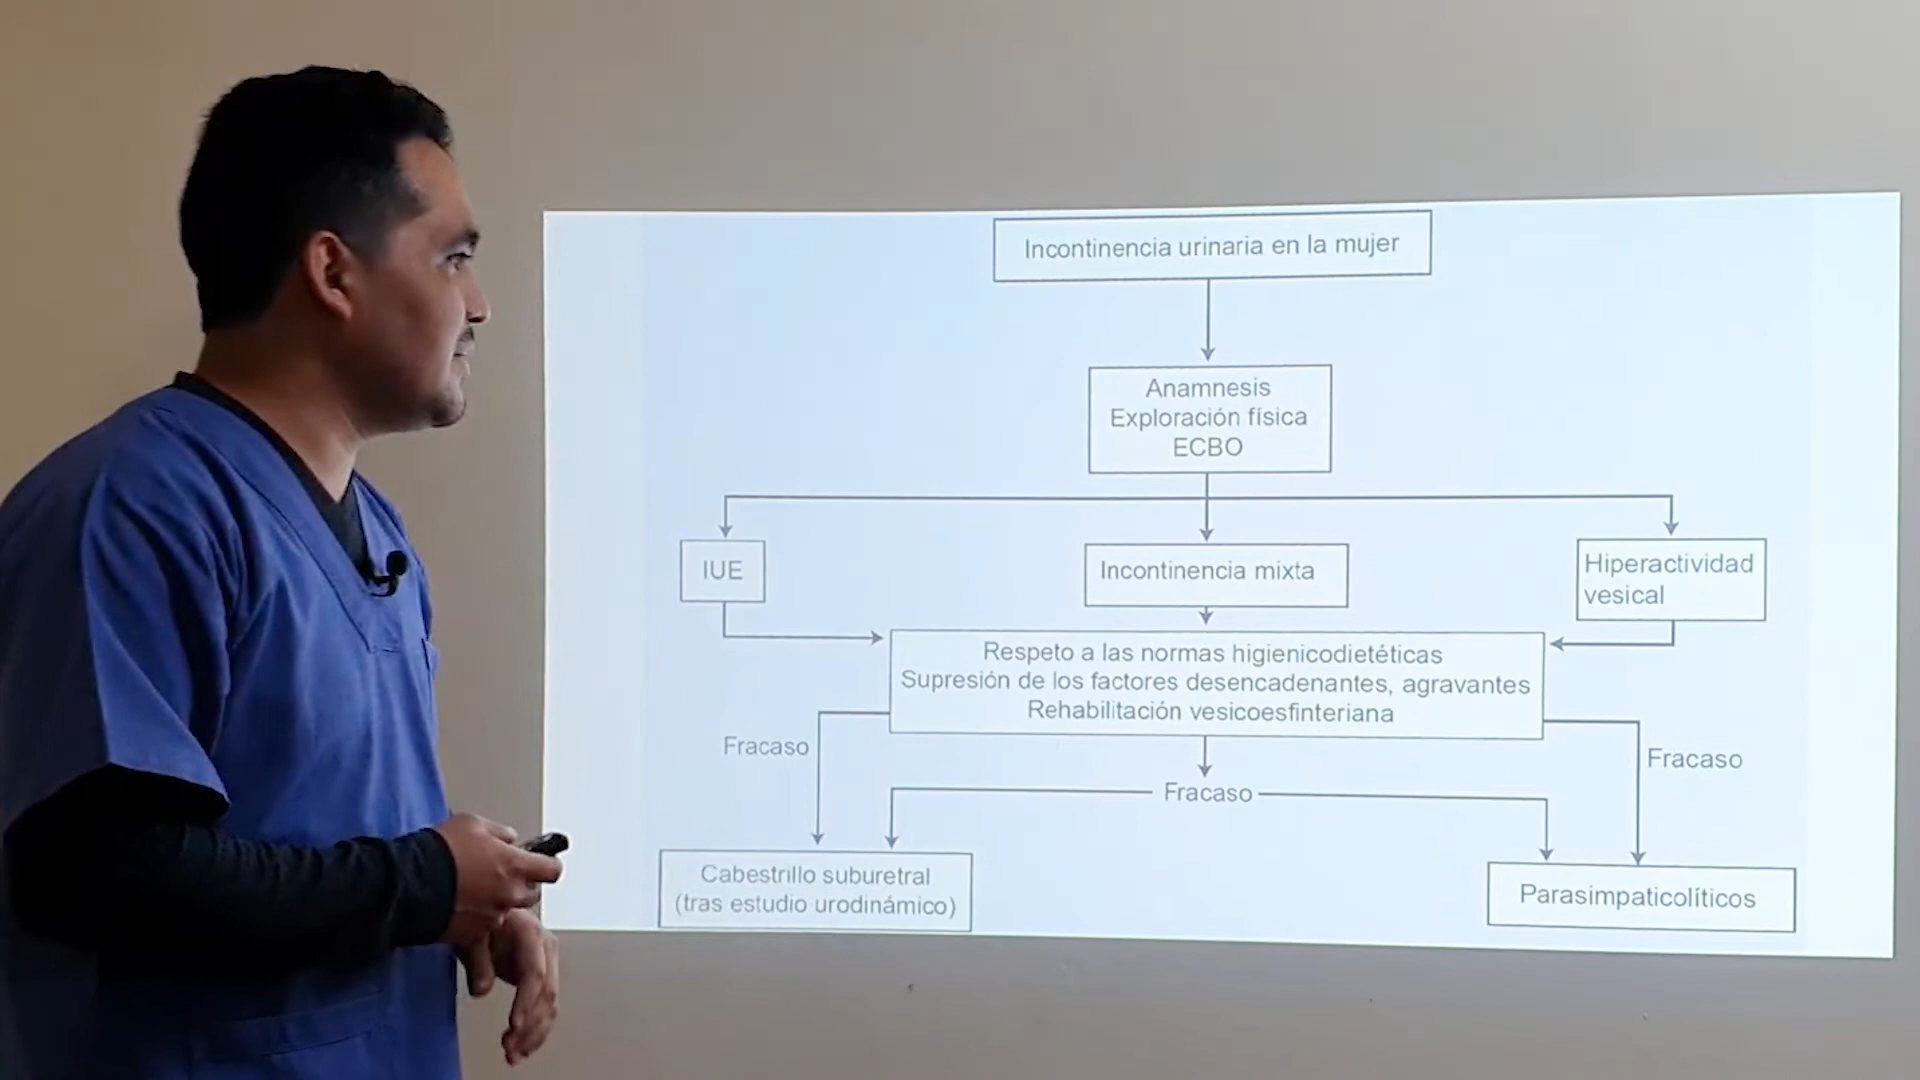 Incontinencia urinaria en la mujer
Anamnesis
Exploración física
ECBO
IUE
Incontinencia mixta
Hiperactividad
vesical
Respeto a las normas higienicodietéticas
Supresión de los factores desencadenantes, agravantes
Rehabilitación vesicoesfinteriana
Fracaso
Fracaso
Fracaso
Cabestrillo suburetral
(tras estudio urodinámico)
Parasimpaticolíticos